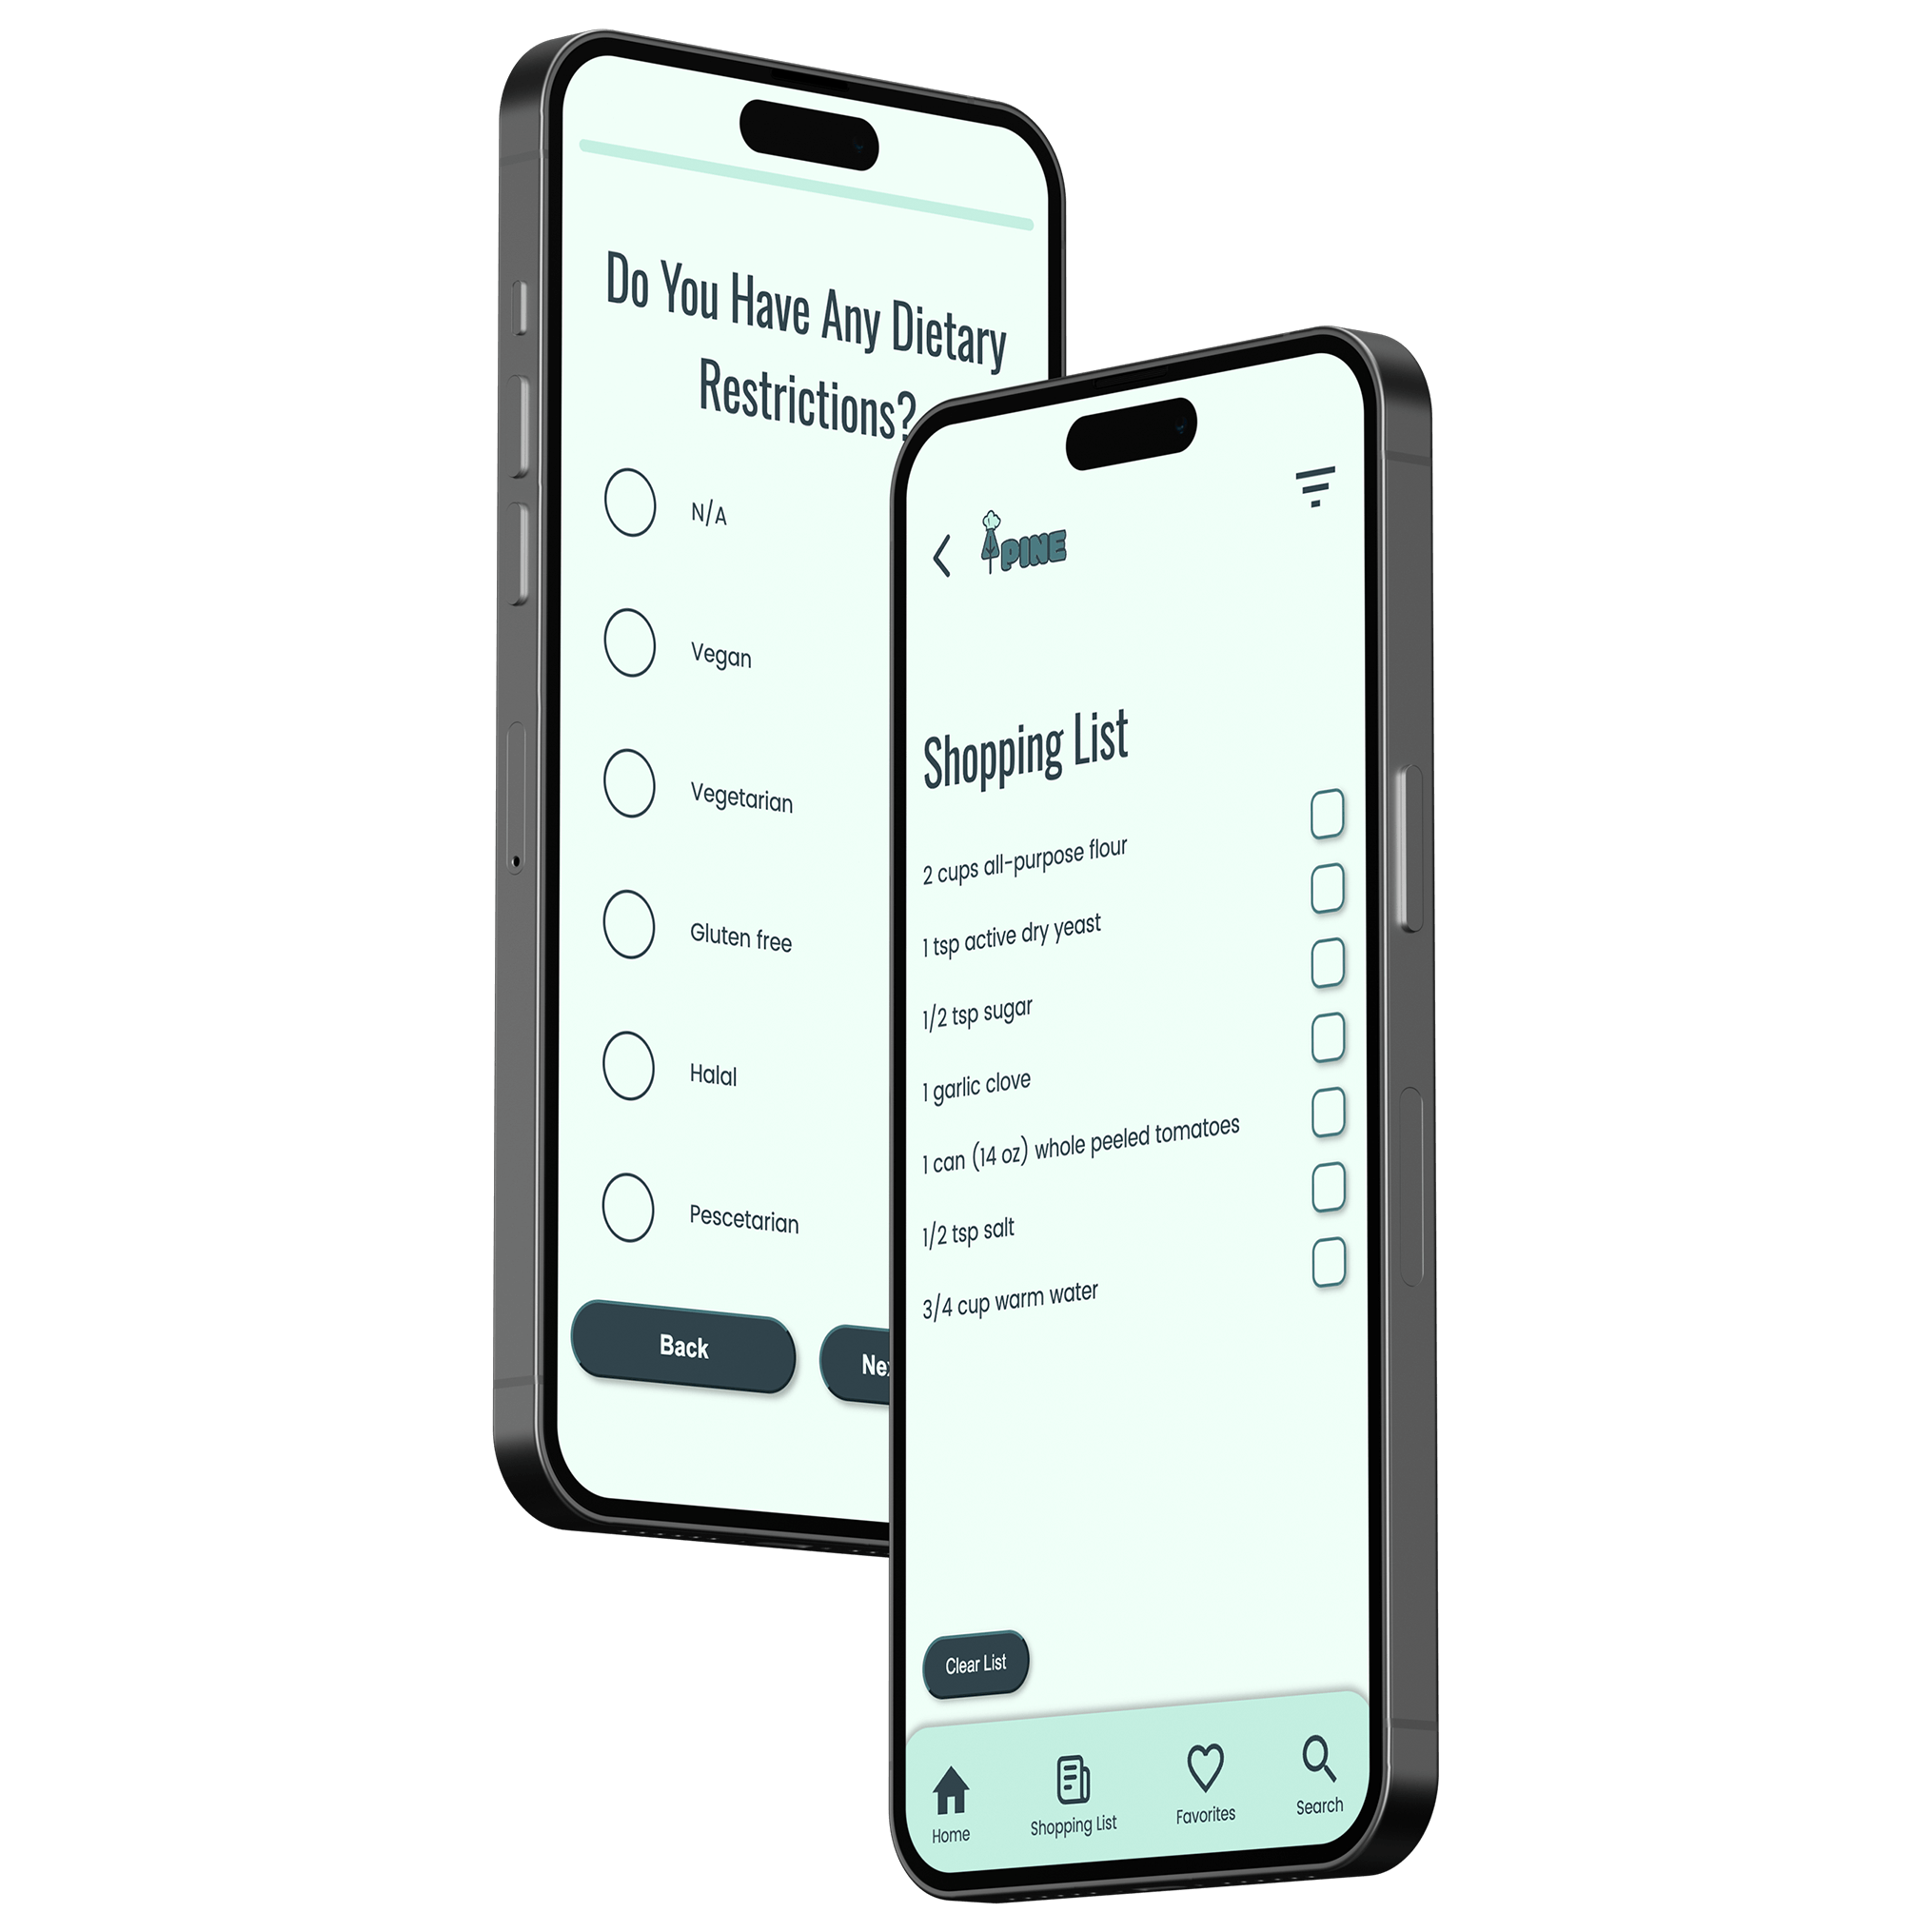 Do You Have Any Dietary
Restrictions?
N/A
Vegan
Vegetarian
Gluten free
Halal
Pescetarian
Back
PINE
Shopping List
2 cups all-purpose flour
1 tsp active dry yeast
1/2 tsp sugar
1 garlic clove
1 can (14 oz) whole peeled tomatoes
1/2 tsp salt
3/4 cup warm water
Clear List
Home
Shopping List
Favorites
Search